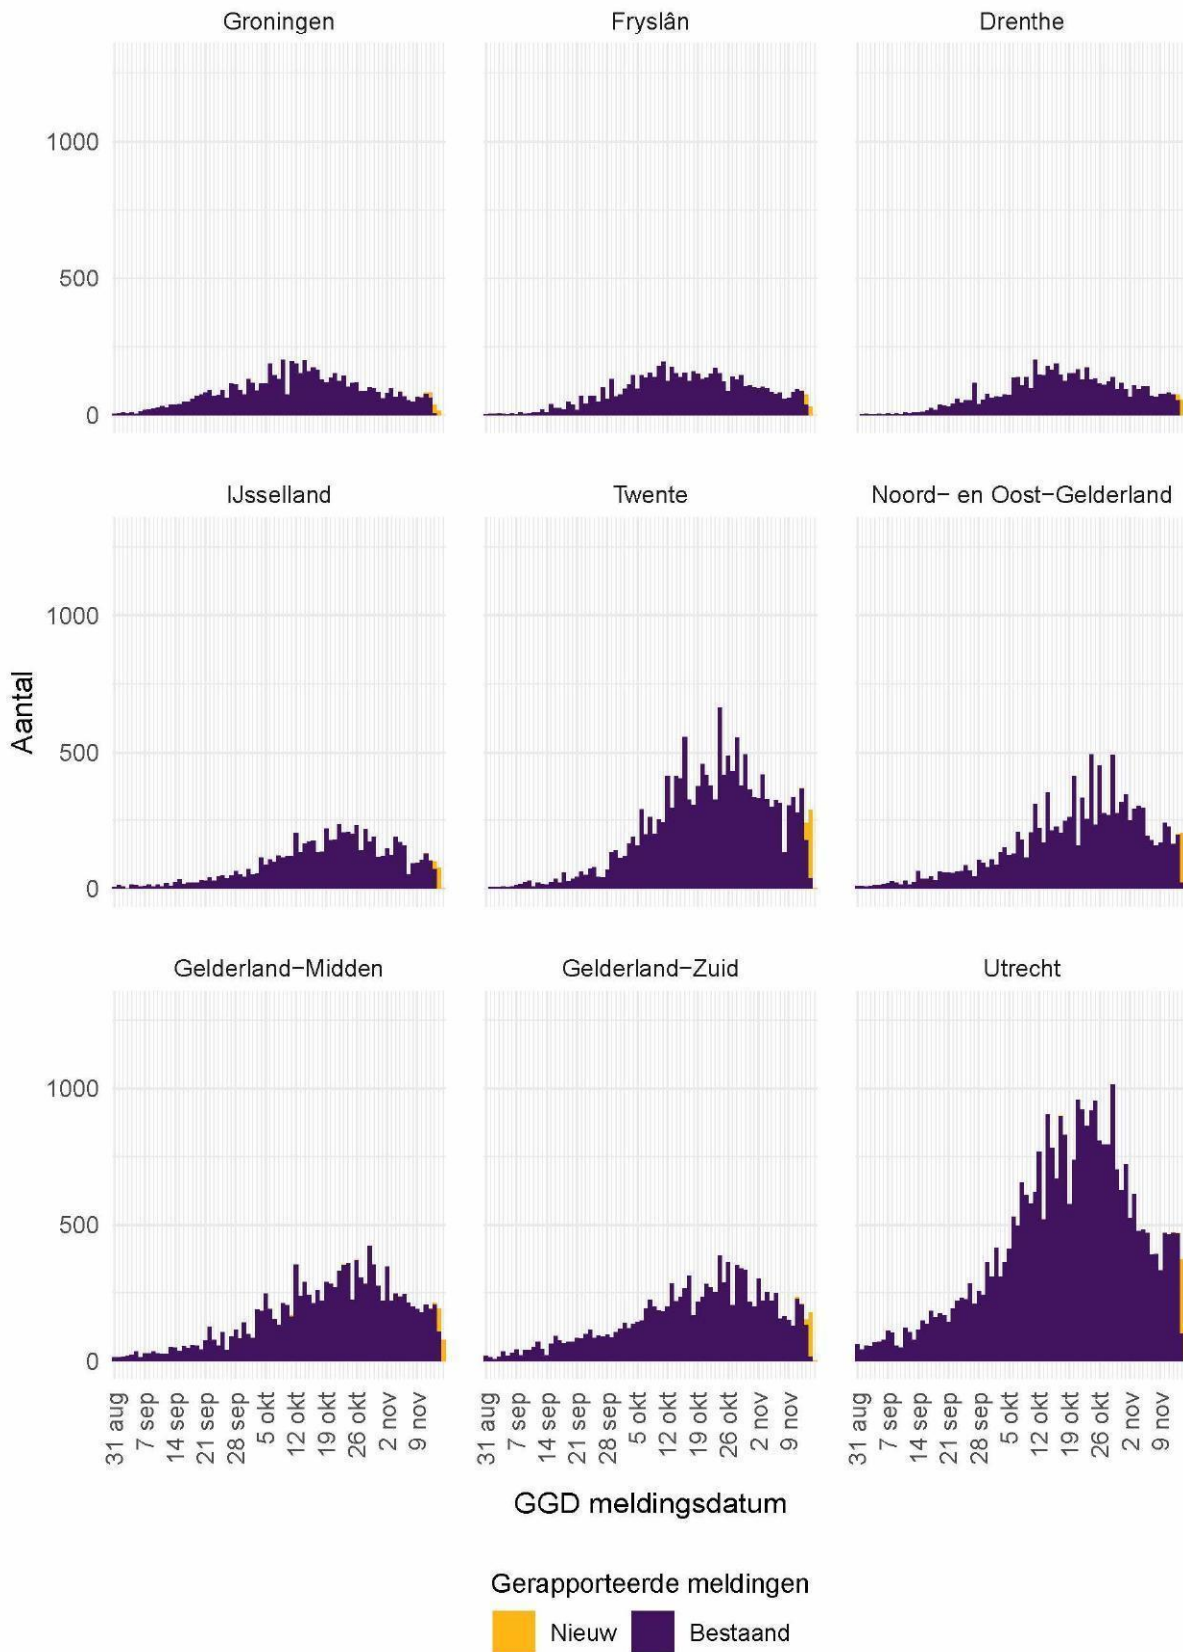 Groningen Fryslân Drenthe
1000
500
0
IJsselland Twente Noord− en Oost−Gelderland
1000
500
0
Aantal
Gelderland−Midden Gelderland−Zuid Utrecht
1000
500
0
31 aug 7 sep 14 sep 21 sep 28 sep 5 okt 12 okt 19 okt 26 okt 2 nov 9 nov 31 aug 7 sep 14 sep 21 sep 28 sep 5 okt 12 okt 19 okt 26 okt 2 nov 9 nov 31 aug 7 sep 14 sep 21 sep 28 sep 5 okt 12 okt 19 okt 26 okt 2 nov 9 nov
GGD meldingsdatum
Gerapporteerde meldingen
Nieuw Bestaand